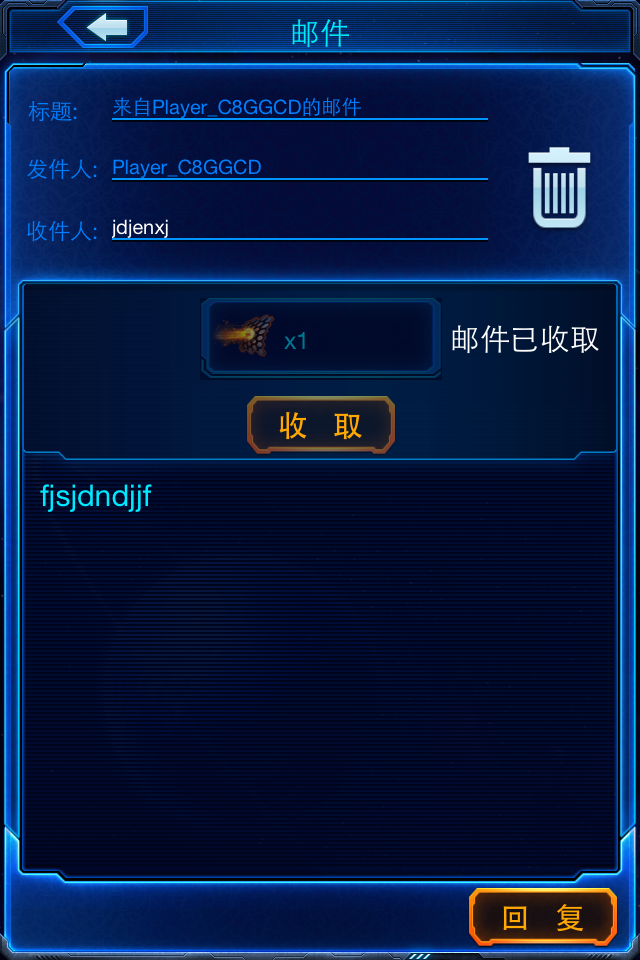 邮件
标题: 来自Player_C8GGCD的邮件
发件人: Player_C8GGCD
收件人: jdjenxj
x1 邮件已收取
收 取
fjsjdndjjf
回 复